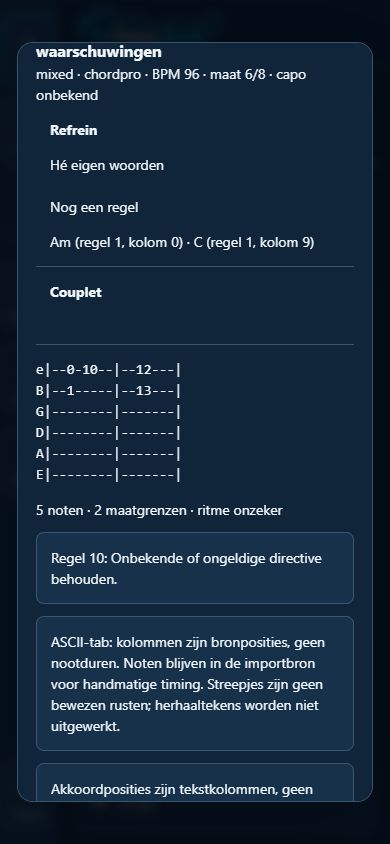 waarschuwingen
mixed · chordpro · BPM 96 · maat 6/8 · capo
onbekend
Refrein
Hé eigen woorden
Nog een regel
Am (regel 1, kolom 0) · C (regel 1, kolom 9)
Couplet
e|--0-10--|--12---|
B|--1-----|--13---|
G|--------|-------|
D|--------|-------|
A|--------|-------|
E|--------|-------|
5 noten · 2 maatgrenzen · ritme onzeker
Regel 10: Onbekende of ongeldige directive
behouden.
ASCII-tab: kolommen zijn bronposities, geen
nootduren. Noten blijven in de importbron
voor handmatige timing. Streepjes zijn geen
bewezen rusten; herhaaltekens worden niet
uitgewerkt.
Akkoordposities zijn tekstkolommen, geen